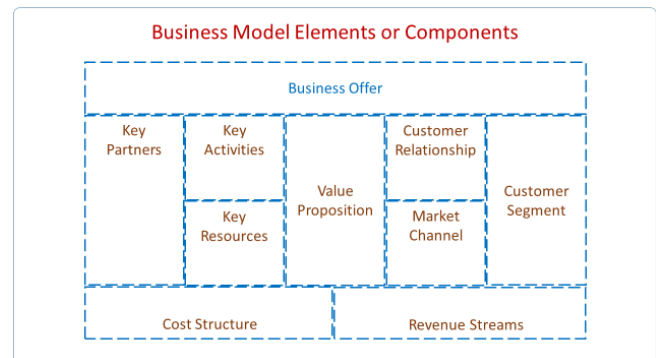 Business Model Elements or Components
Business Offer
Key
Partners
Key
Activities
Key
Resources
Value
Proposition
Customer
Relationship
Market
Channel
Customer
Segment
Cost Structure
Revenue Streams